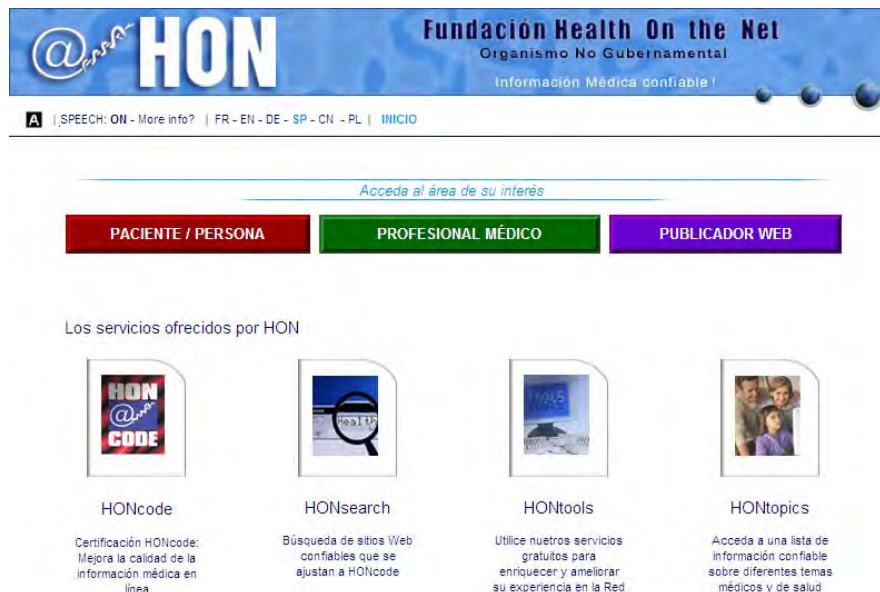 @ HON
Fundación Health On the Net
Organismo No Gubernamental
Información Médica confiable !
A | SPEECH: ON - More info? | FR - EN - DE - SP - CN - PL | INICIO
Acceda al área de su interés
PACIENTE / PERSONA PROFESIONAL MÉDICO PUBLICADOR WEB
Los servicios ofrecidos por HON
HON
@
CODE
Health
HONcode HONsearch HONtools HONtopics
Certificación HONcode:
Mejora la calidad de la
información médica en
línea
Búsqueda de sitios Web
confiables que se
ajustan a HONcode
Utilice nuetros servicios
gratuitos para
enriquecer y ameliorar
su experiencia en la Red
Acceda a una lista de
información confiable
sobre diferentes temas
médicos y de salud